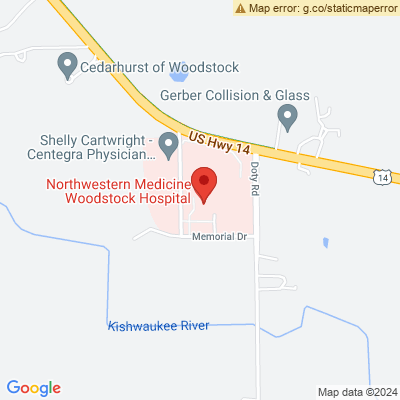 Map error: g.co/staticmaperror
Cedarhurst of Woodstock
Gerber Collision & Glass
US Hwy 14
Shelly Cartwright -
Centegra Physician…
Doty Rd
14
Northwestern Medicine
Woodstock Hospital
Memorial Dr
Kishwaukee River
Google
Map data ©2024